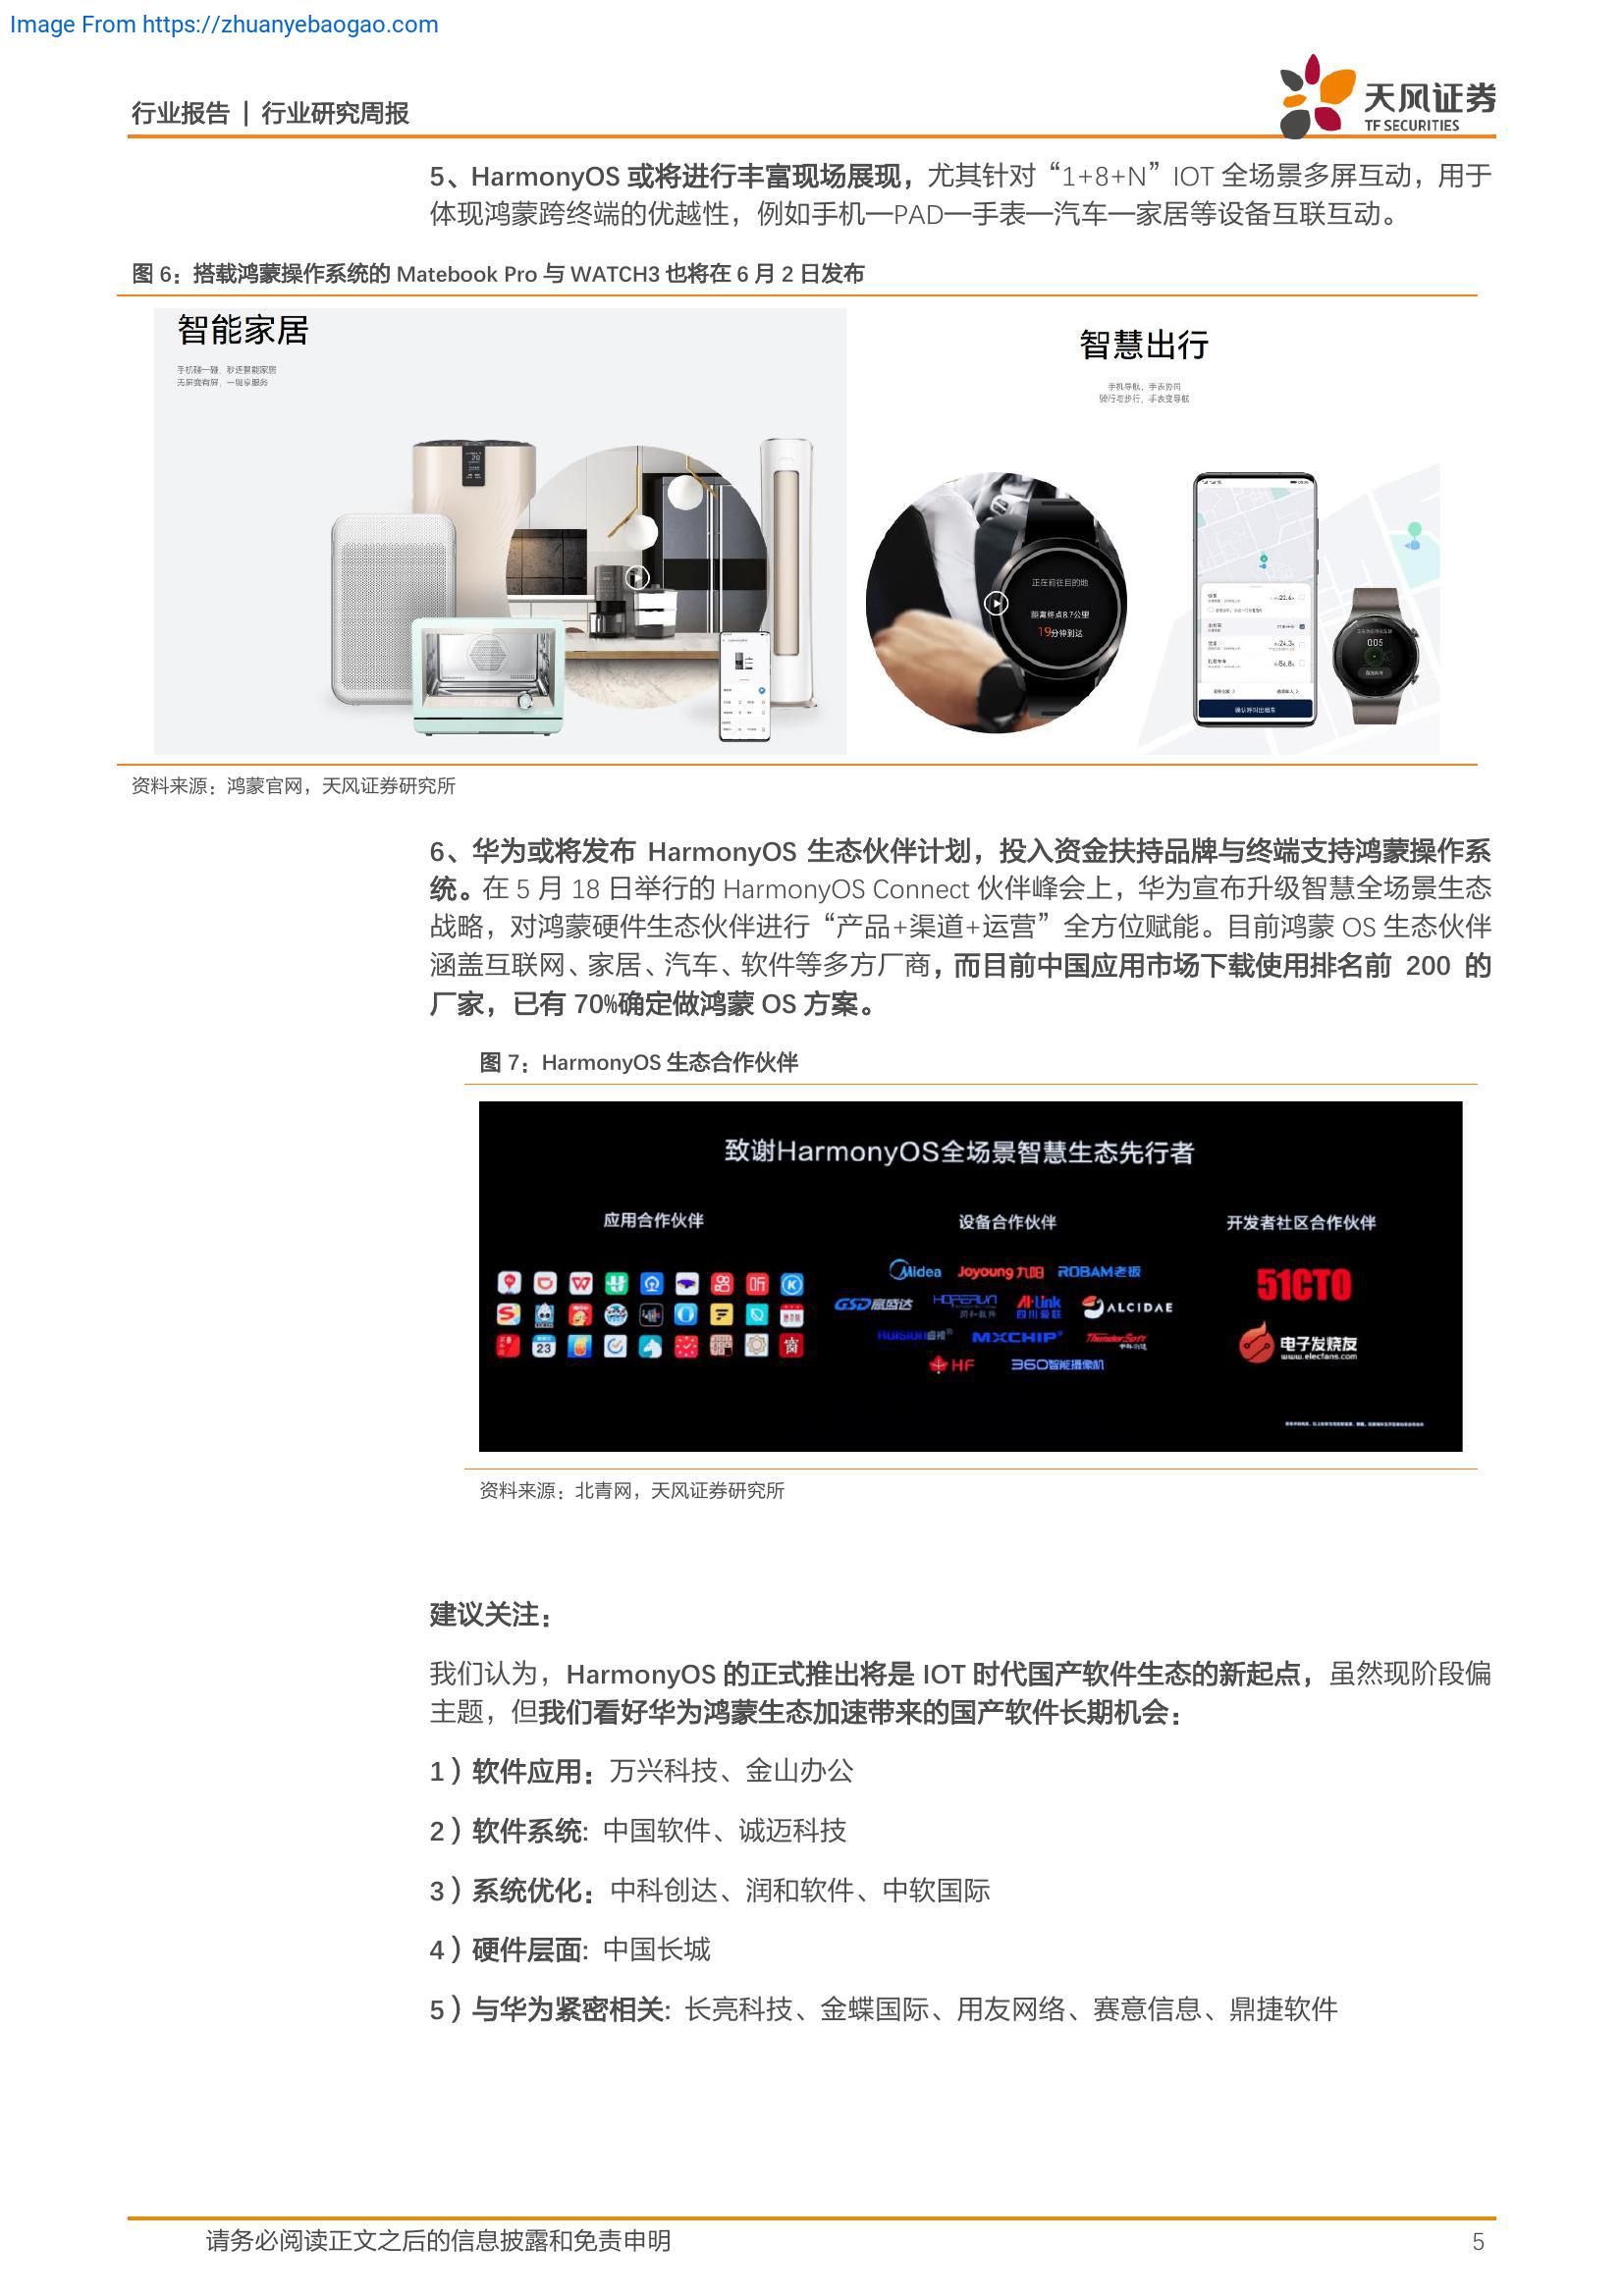 Image From https://zhuanyebaogao.com
行业报告 | 行业研究周报
天风证券
TF SECURITIES
5、HarmonyOS 或将进行丰富现场展现，尤其针对“1+8+N”IOT 全场景多屏互动，用于
体现鸿蒙跨终端的优越性，例如手机—PAD—手表—汽车—家居等设备互联互动。
图 6：搭载鸿蒙操作系统的 Matebook Pro 与 WATCH3 也将在 6 月 2 日发布
智能家居
手机碰一碰，秒连智能家居
无屏变有屏，一碰享服务
智慧出行
手机导航，手表协同
骑行与步行，手表变导航
正在前往目的地
距离终点8.7公里
19分钟到达
0:05
确认呼叫出租车
资料来源：鸿蒙官网，天风证券研究所
6、华为或将发布 HarmonyOS 生态伙伴计划，投入资金扶持品牌与终端支持鸿蒙操作系
统。在 5 月 18 日举行的 HarmonyOS Connect 伙伴峰会上，华为宣布升级智慧全场景生态
战略，对鸿蒙硬件生态伙伴进行“产品+渠道+运营”全方位赋能。目前鸿蒙 OS 生态伙伴
涵盖互联网、家居、汽车、软件等多方厂商，而目前中国应用市场下载使用排名前 200 的
厂家，已有 70%确定做鸿蒙 OS 方案。
图 7：HarmonyOS 生态合作伙伴
致谢HarmonyOS全场景智慧生态先行者
应用合作伙伴 设备合作伙伴 开发者社区合作伙伴
Midea Joyoung九阳 ROBAM老板
GSD高盛达 HOPERUN 润和软件 AI-Link 四川爱联 ALCIDAE
MXCHIP ThunderSoft
HF 360智能摄像机
51CTO
电子发烧友
www.elecfans.com
听
23
窗
资料来源：北青网，天风证券研究所
建议关注：
我们认为，HarmonyOS 的正式推出将是 IOT 时代国产软件生态的新起点，虽然现阶段偏
主题，但我们看好华为鸿蒙生态加速带来的国产软件长期机会：
1）软件应用：万兴科技、金山办公
2）软件系统: 中国软件、诚迈科技
3）系统优化：中科创达、润和软件、中软国际
4）硬件层面: 中国长城
5）与华为紧密相关: 长亮科技、金蝶国际、用友网络、赛意信息、鼎捷软件
请务必阅读正文之后的信息披露和免责申明
5